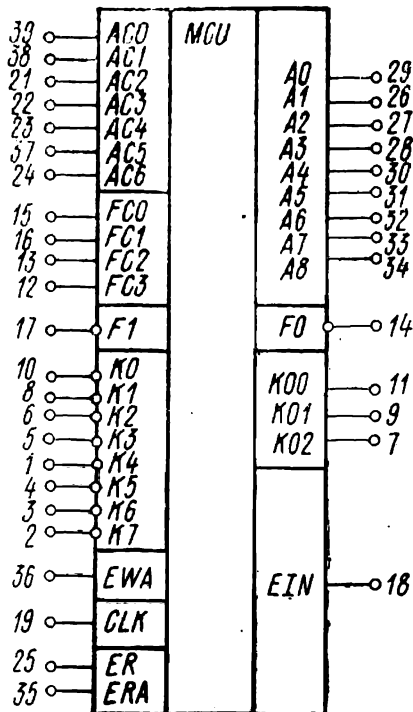 39 AC0 MCU
38 AC1
21 AC2 A0 29
22 AC3 A1 26
23 AC4 A2 27
37 AC5 A3 28
24 AC6 A4 30
A5 31
15 FC0 A6 32
16 FC1 A7 33
13 FC2 A8 34
12 FC3
17 F1 F0 14
10 K0
8 K1 K00 11
6 K2 K01 9
5 K3 K02 7
1 K4
4 K5
3 K6
2 K7
36 EWA EIN 18
19 CLK
25 ER
35 ERA